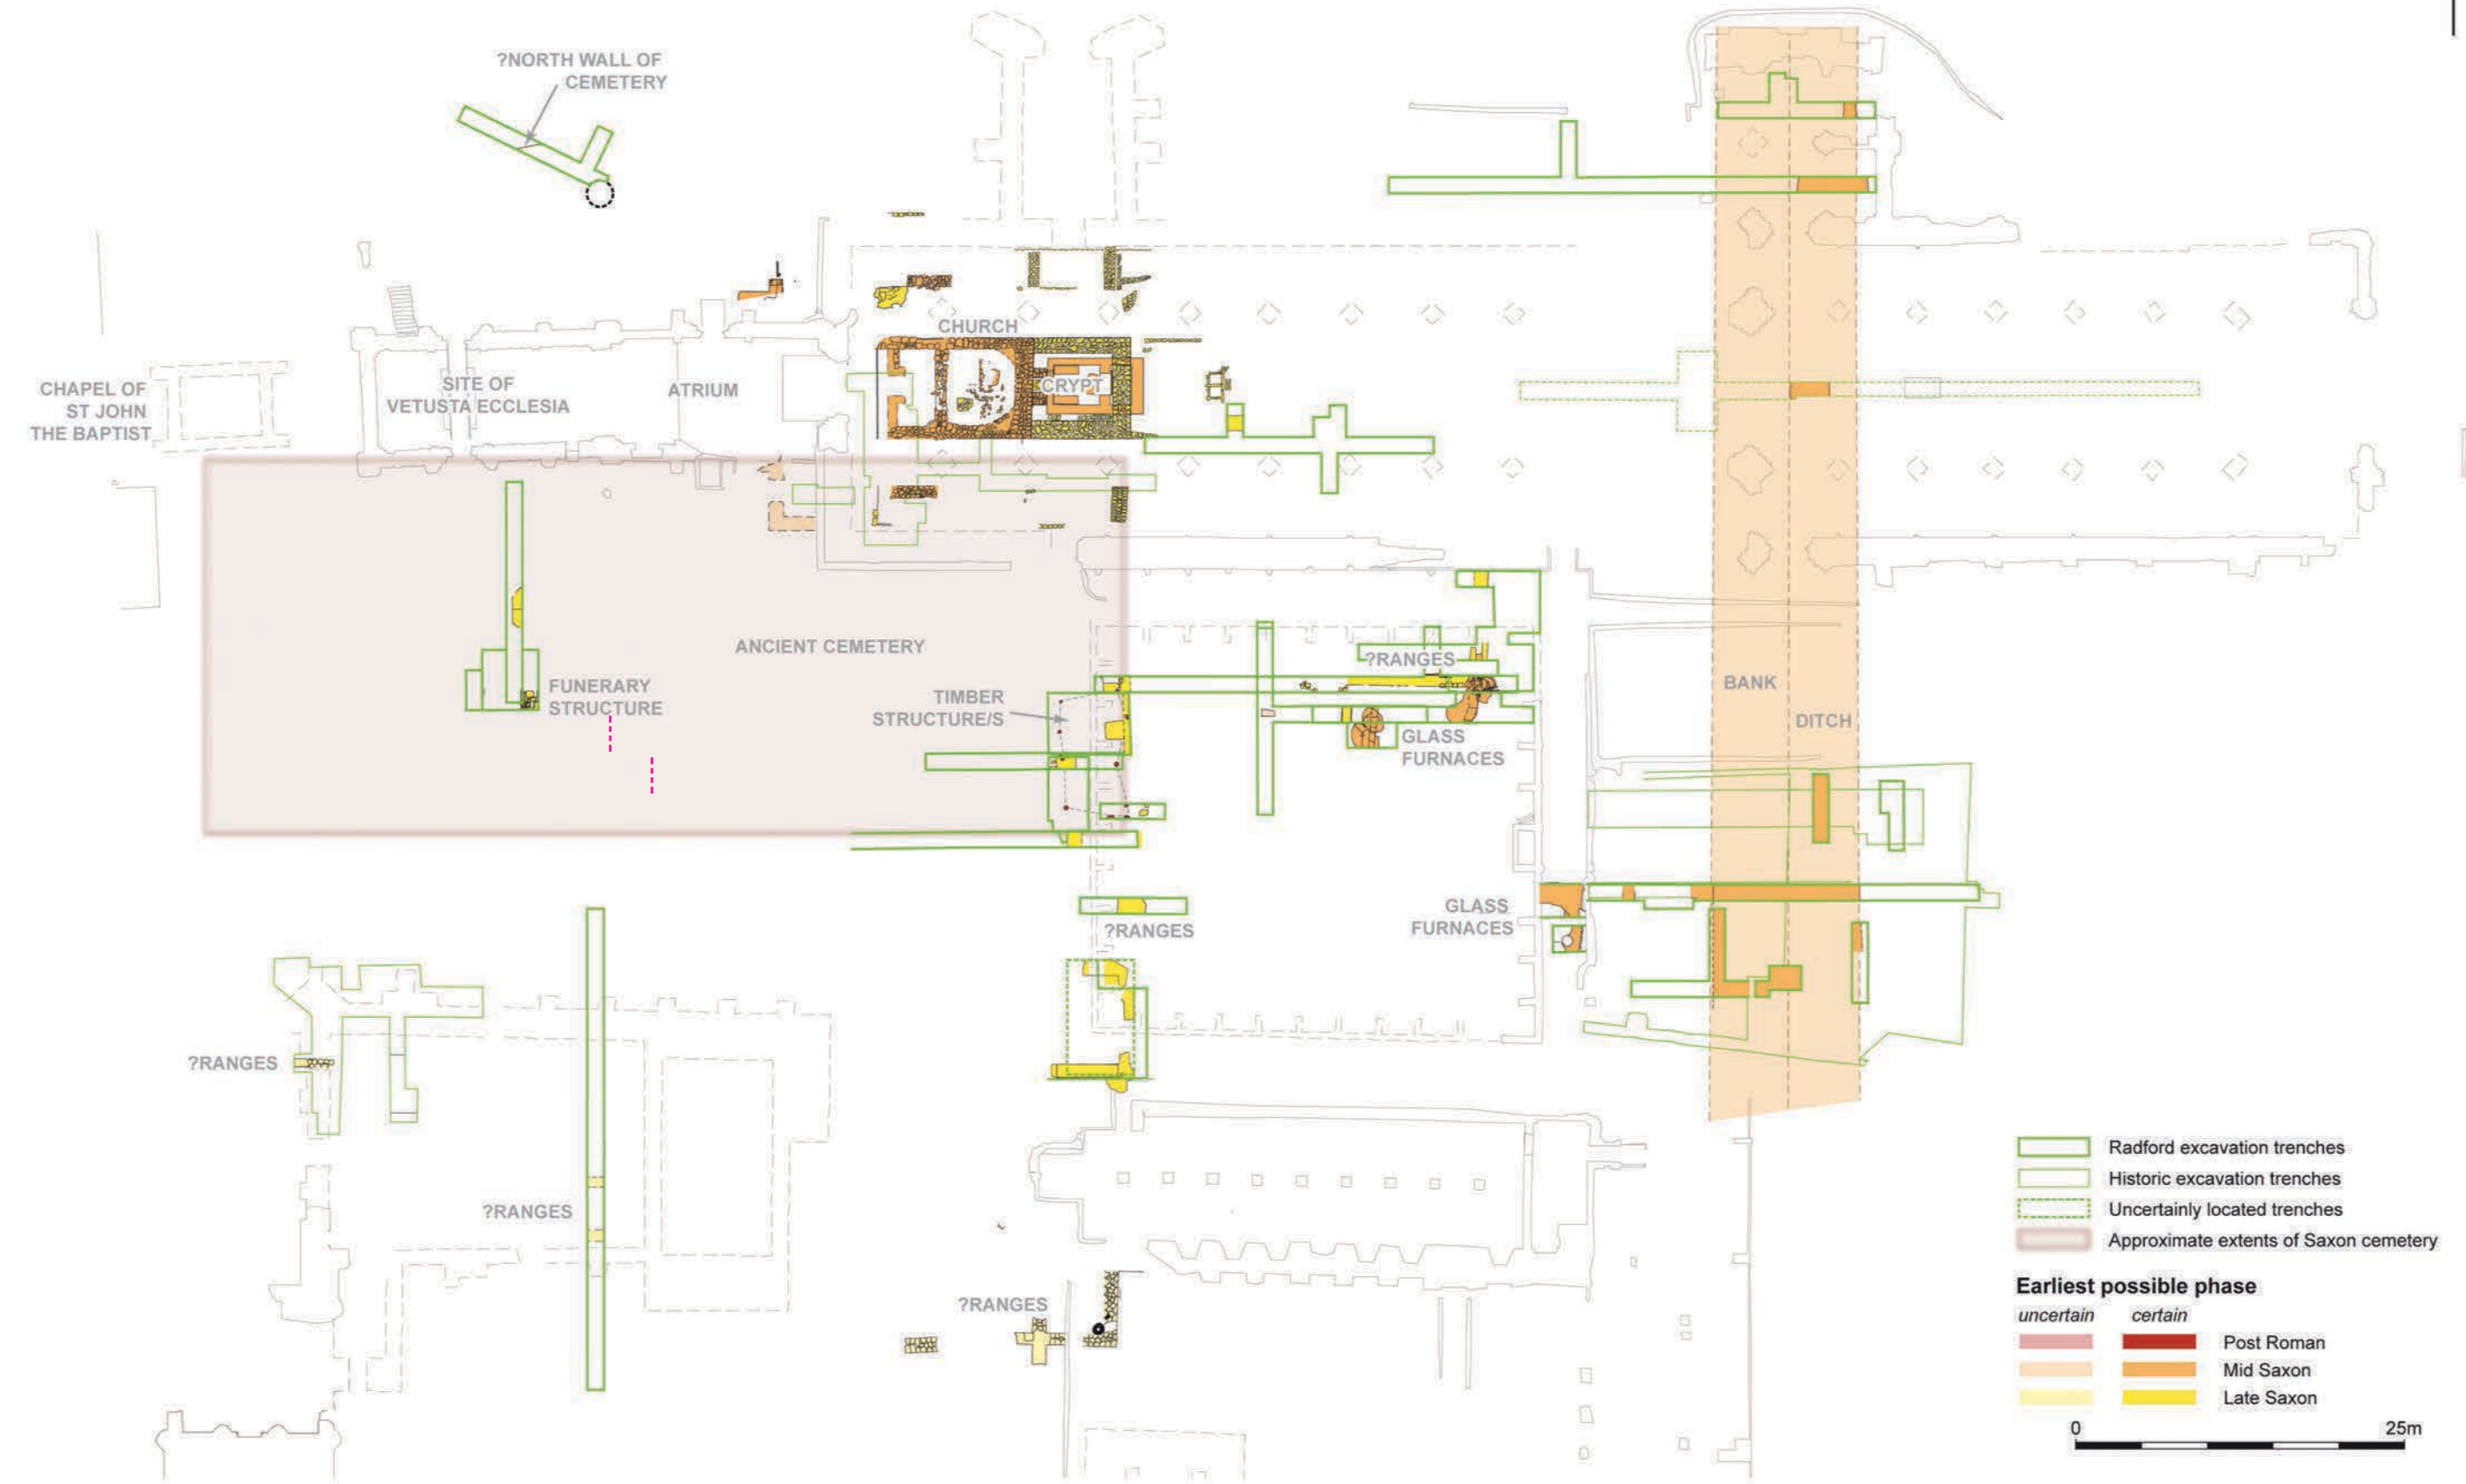 ?NORTH WALL OF
CEMETERY
CHURCH
CRYPT
CHAPEL OF
ST JOHN
THE BAPTIST
SITE OF
VETUSTA ECCLESIA
ATRIUM
ANCIENT CEMETERY
FUNERARY
STRUCTURE
TIMBER
STRUCTURE/S
?RANGES
GLASS
FURNACES
BANK
DITCH
GLASS
FURNACES
?RANGES
?RANGES
?RANGES
?RANGES
Radford excavation trenches
Historic excavation trenches
Uncertainly located trenches
Approximate extents of Saxon cemetery
Earliest possible phase
uncertain certain
Post Roman
Mid Saxon
Late Saxon
0 25m